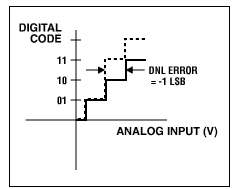 DIGITAL
CODE
11
10
01
DNL ERROR
= -1 LSB
ANALOG INPUT (V)